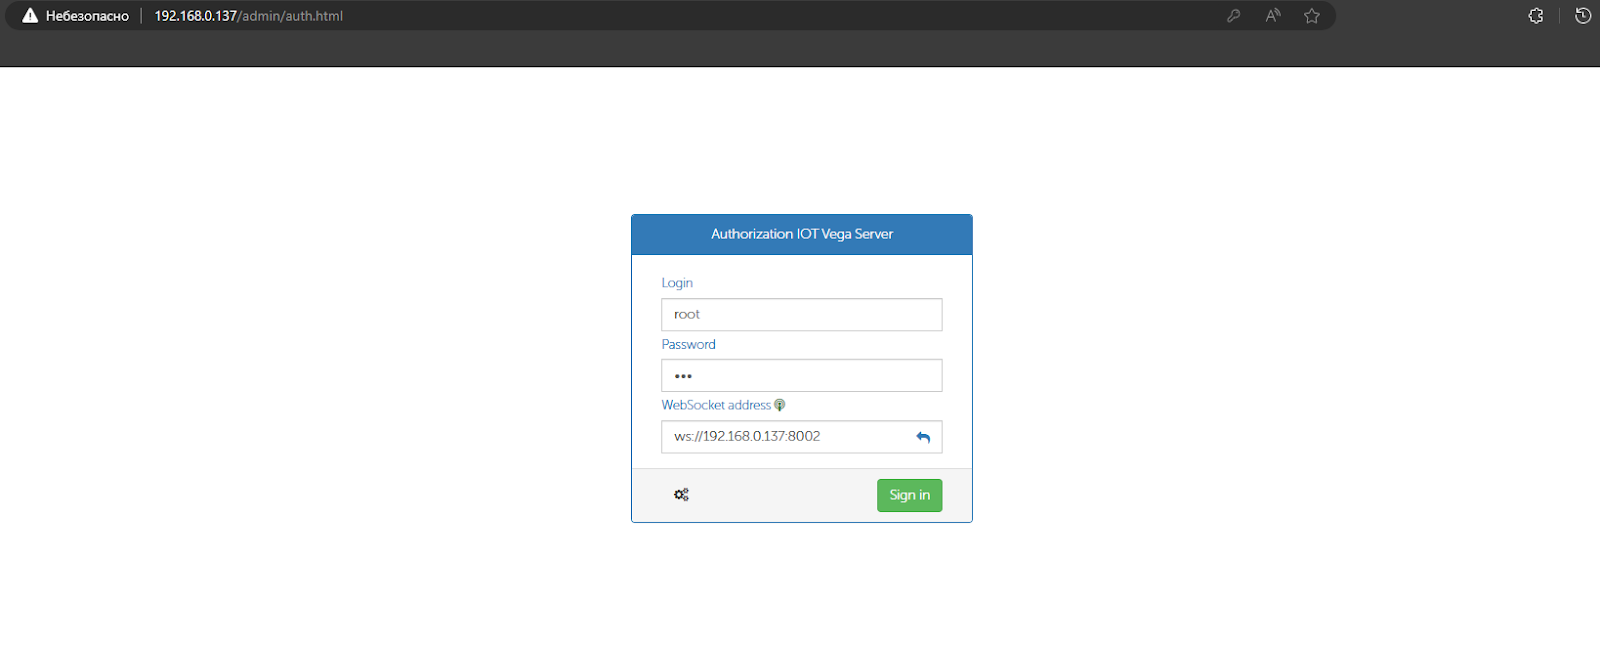 Небезопасно 192.168.0.137/admin/auth.html
Authorization IOT Vega Server
Login
root
Password
•••
WebSocket address
ws://192.168.0.137:8002
Sign in